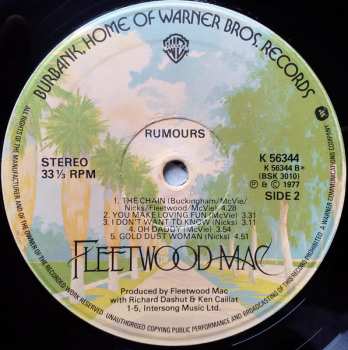 BURBANK, HOME OF WARNER BROS. RECORDS
RUMOURS
STEREO
33⅓ RPM
K 56344
K 56344 B*
(BSK 3010)
℗ & © 1977
SIDE 2
1. THE CHAIN (Buckingham/McVie/
Nicks/Fleetwood/McVie) 4.28
2. YOU MAKE LOVING FUN (McVie) 3.31
3. I DON'T WANT TO KNOW (Nicks) 3.11
4. OH DADDY (McVie) 3.54
5. GOLD DUST WOMAN (Nicks) 4.51
FLEETWOOD MAC
Produced by Fleetwood Mac
with Richard Dashut & Ken Caillat
1-5, Intersong Music Ltd.
ALL RIGHTS OF THE MANUFACTURER AND OF THE OWNER OF THE RECORDED WORK RESERVED. UNAUTHORISED COPYING PUBLIC PERFORMANCE AND BROADCASTING OF THIS RECORD PROHIBITED.
A WARNER COMMUNICATIONS COMPANY